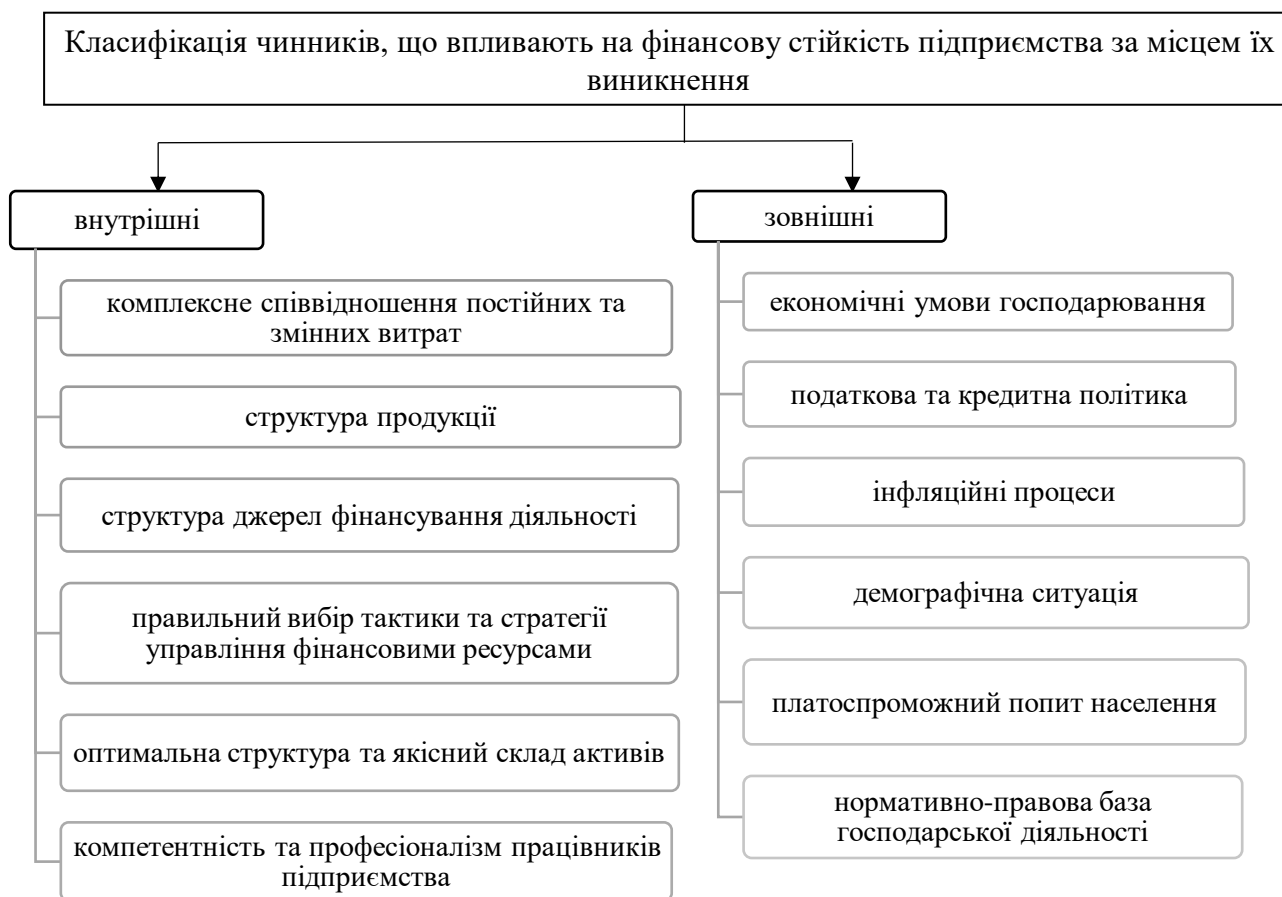 Класифікація чинників, що впливають на фінансову стійкість підприємства за місцем їх
виникнення
внутрішні
комплексне співвідношення постійних та
змінних витрат
структура продукції
структура джерел фінансування діяльності
правильний вибір тактики та стратегії
управління фінансовими ресурсами
оптимальна структура та якісний склад активів
компетентність та професіоналізм працівників
підприємства
зовнішні
економічні умови господарювання
податкова та кредитна політика
інфляційні процеси
демографічна ситуація
платоспроможний попит населення
нормативно-правова база
господарської діяльності